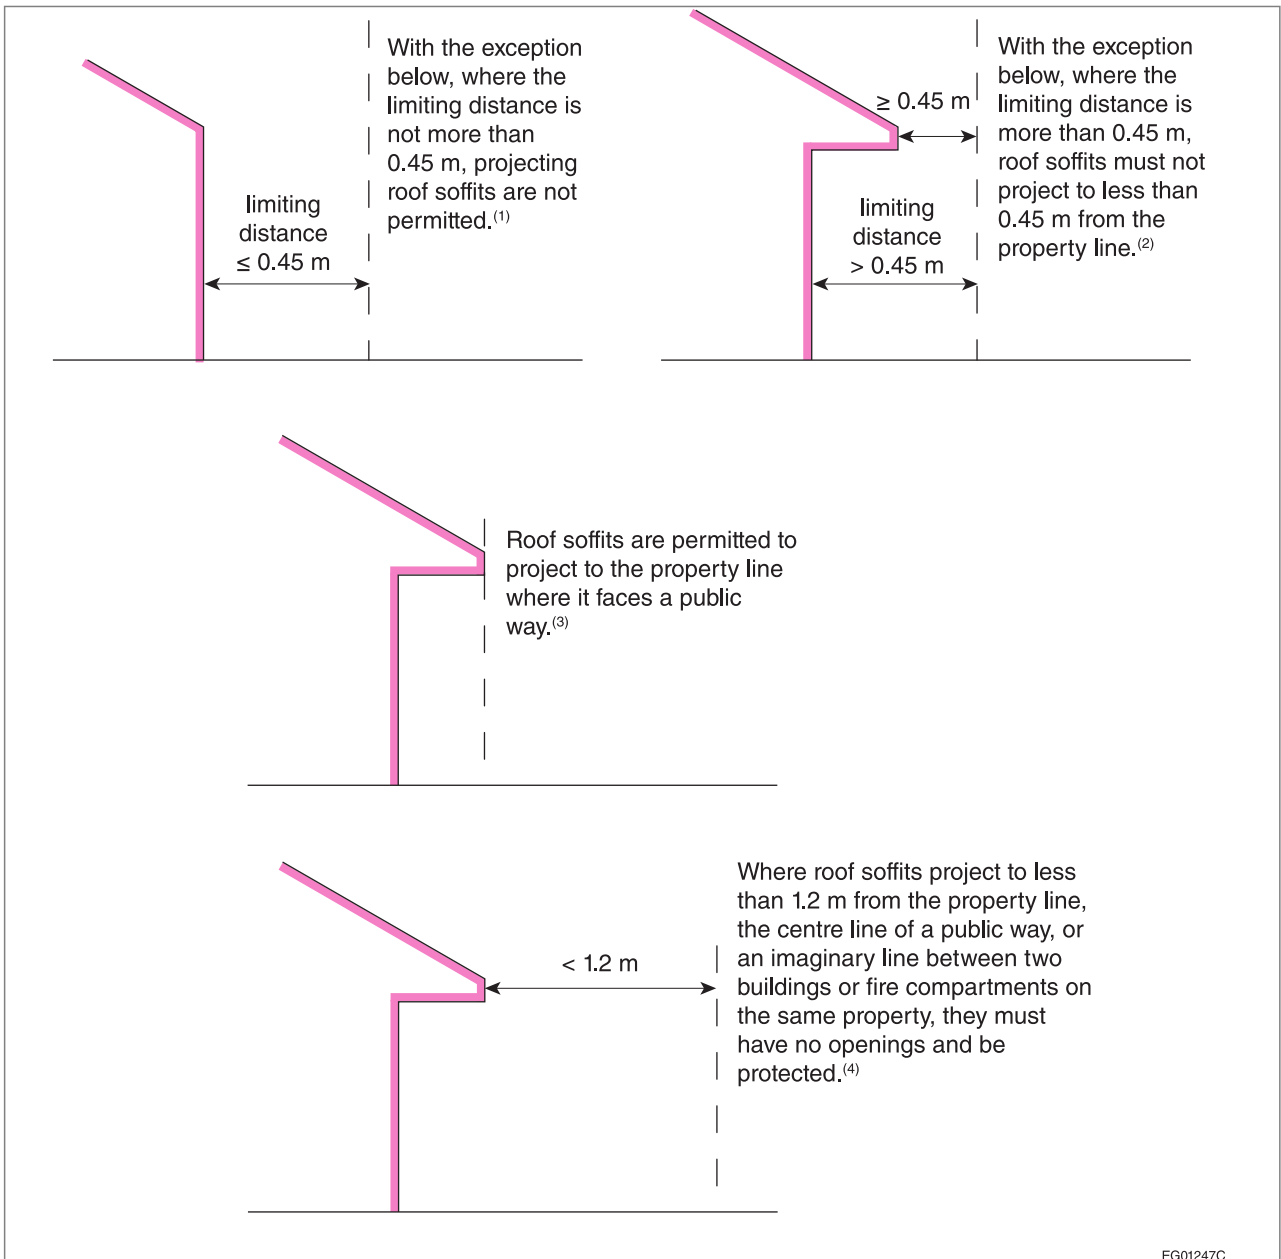 With the exception
below, where the
limiting distance is
not more than
0.45 m, projecting
roof soffits are not
permitted.(1)
limiting
distance
≤ 0.45 m
With the exception
below, where the
limiting distance is
more than 0.45 m,
roof soffits must not
project to less than
0.45 m from the
property line.(2)
≥ 0.45 m
limiting
distance
> 0.45 m
Roof soffits are permitted to
project to the property line
where it faces a public
way.(3)
Where roof soffits project to less
than 1.2 m from the property line,
the centre line of a public way, or
an imaginary line between two
buildings or fire compartments on
the same property, they must
have no openings and be
protected.(4)
< 1.2 m
EG01247C